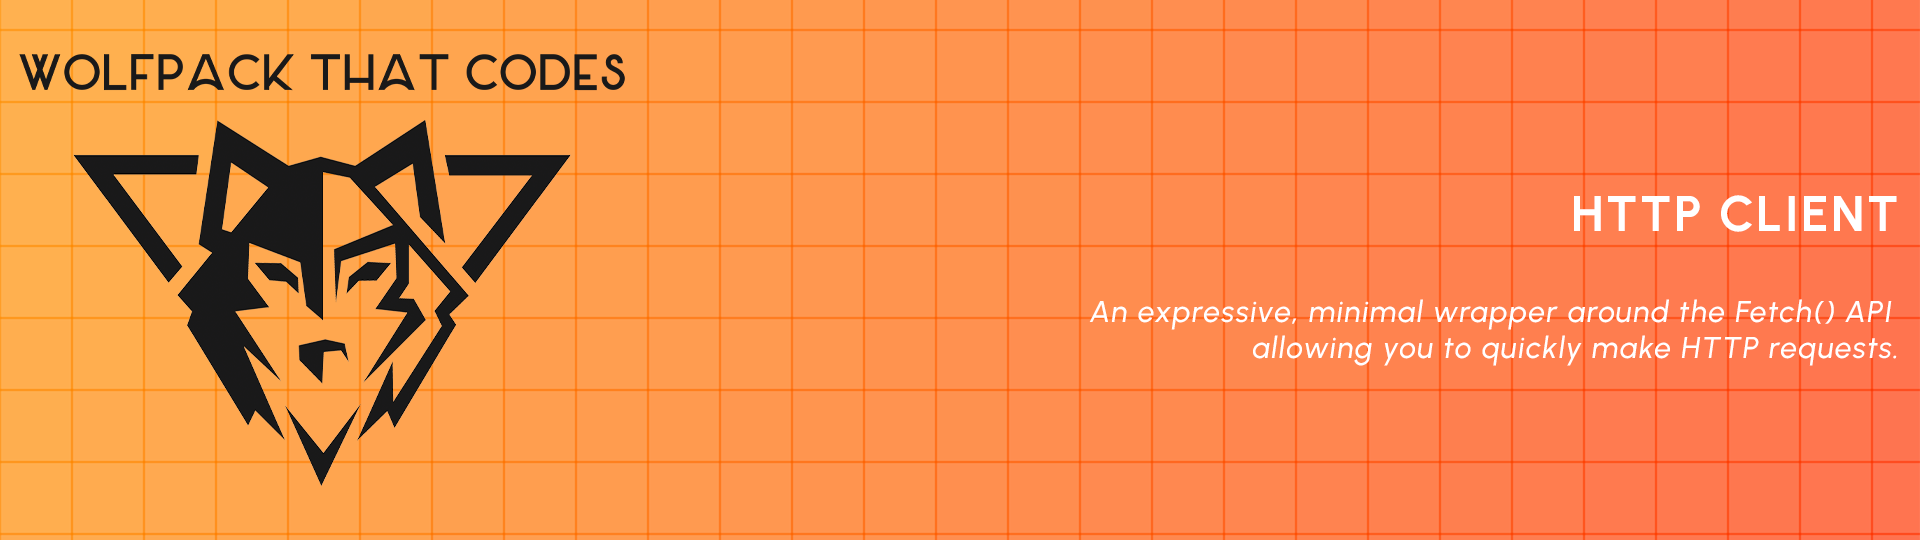 WOLFPACK THAT CODES
HTTP CLIENT
An expressive, minimal wrapper around the Fetch() API
allowing you to quickly make HTTP requests.